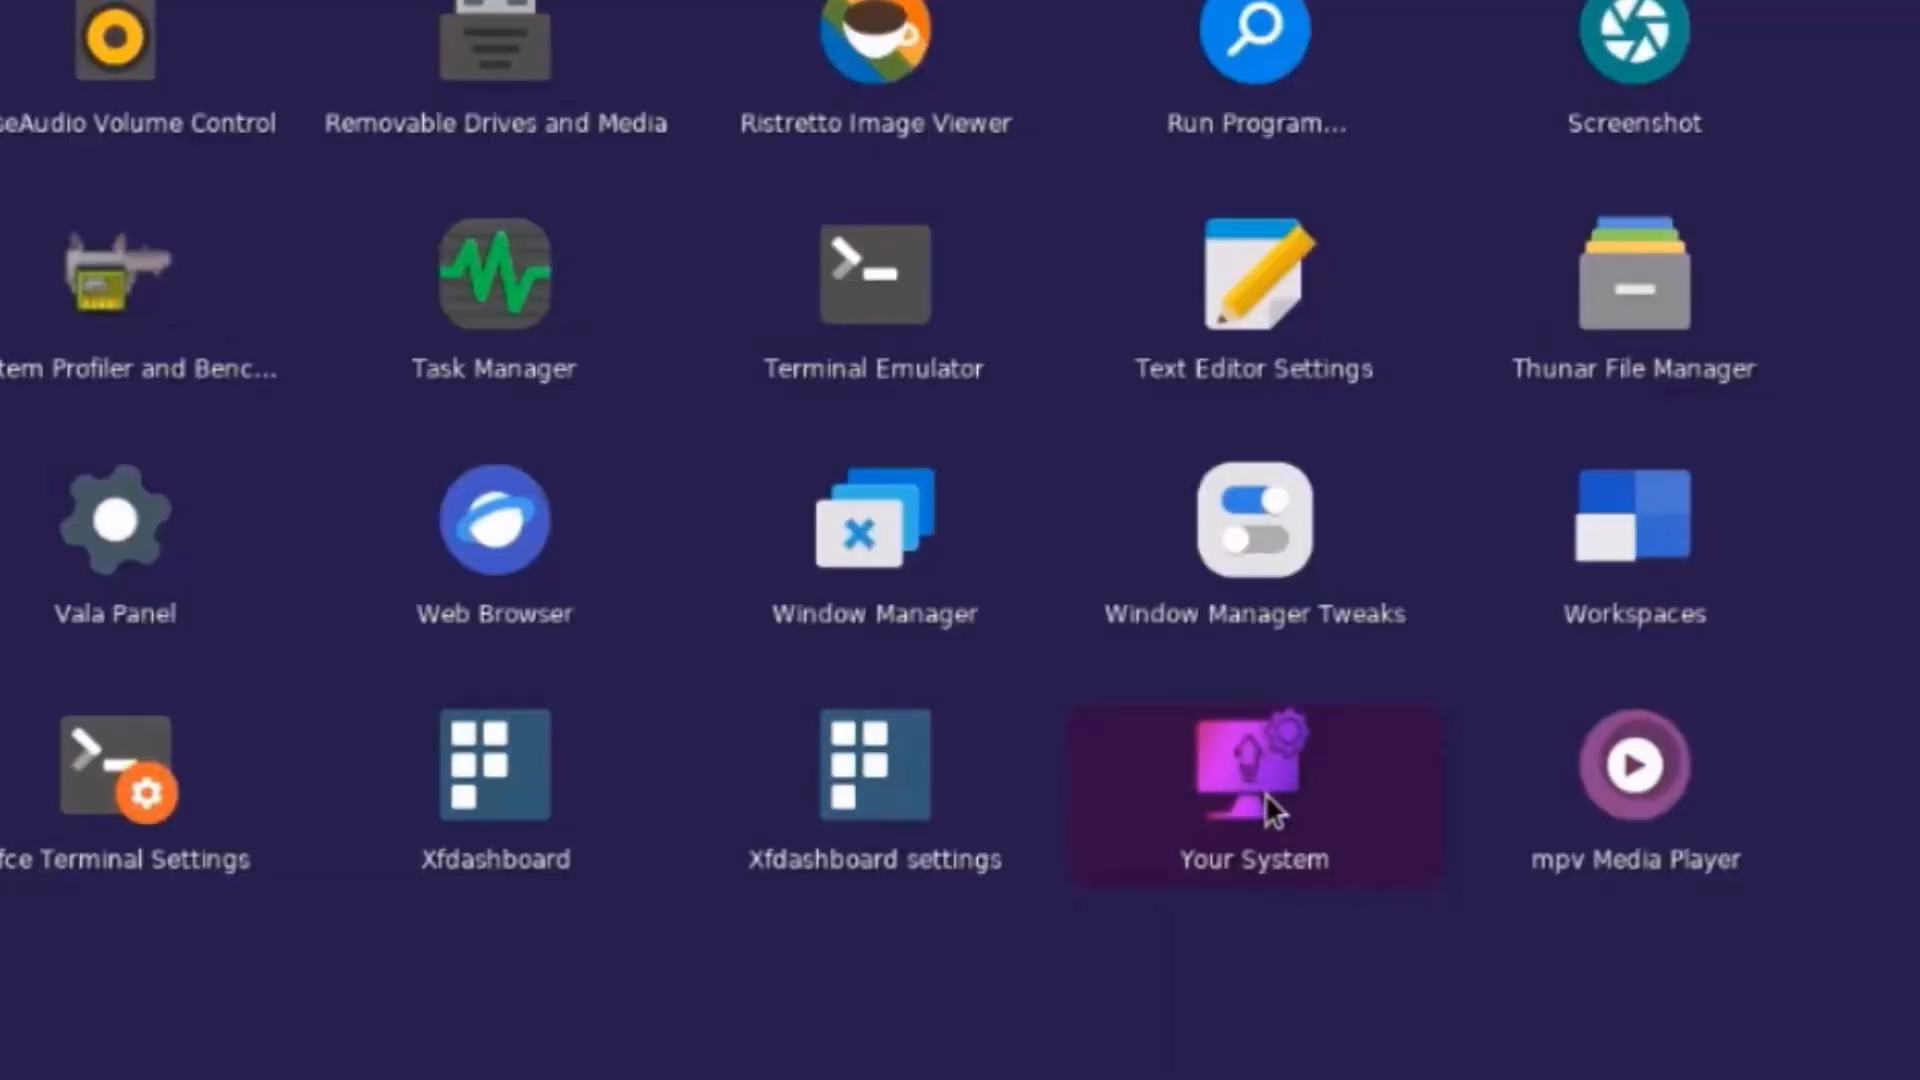 seAudio Volume Control
Removable Drives and Media
Ristretto Image Viewer
Run Program...
Screenshot
tem Profiler and Benc...
Task Manager
Terminal Emulator
Text Editor Settings
Thunar File Manager
Vala Panel
Web Browser
Window Manager
Window Manager Tweaks
Workspaces
fce Terminal Settings
Xfdashboard
Xfdashboard settings
Your System
mpv Media Player